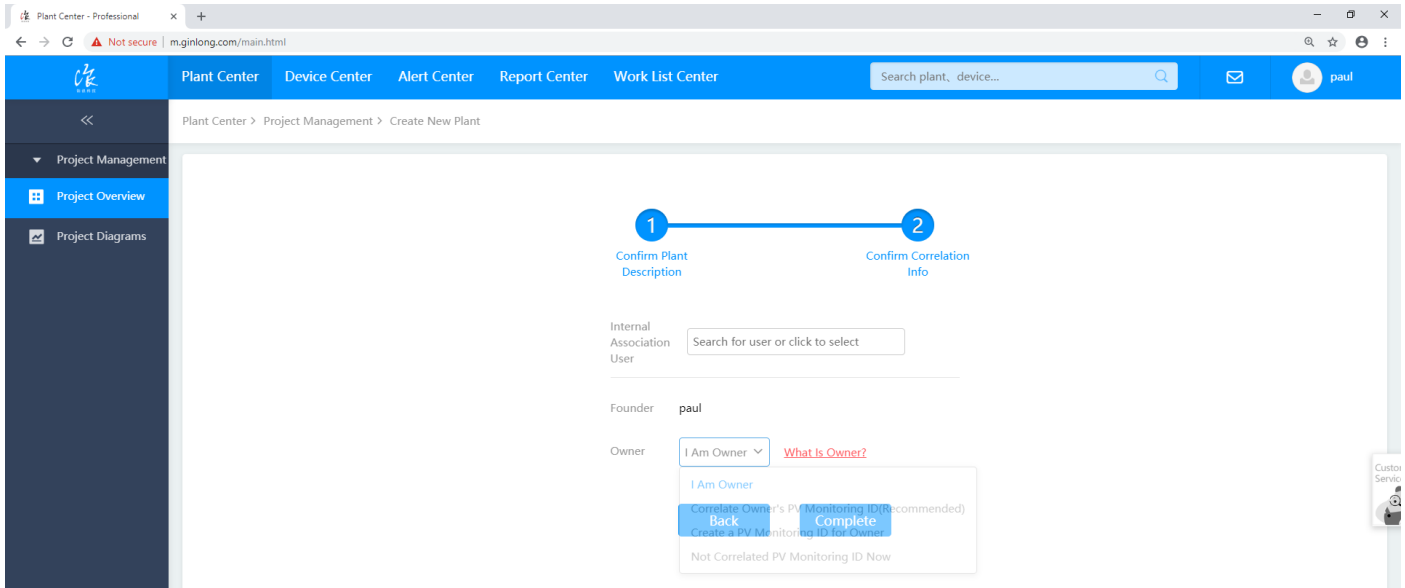 Plant Center - Professional
Not secure
m.ginlong.com/main.html
Plant Center Device Center Alert Center Report Center Work List Center
Search plant、device...
paul
Plant Center > Project Management > Create New Plant
Project Management
Project Overview
Project Diagrams
1
2
Confirm Plant
Description
Confirm Correlation
Info
Internal
Association
User
Search for user or click to select
Founder paul
Owner I Am Owner What Is Owner?
I Am Owner
Correlate Owner's PV Monitoring ID(Recommended)
Back Complete
Create a PV Monitoring ID for Owner
Not Correlated PV Monitoring ID Now
Custor
Service